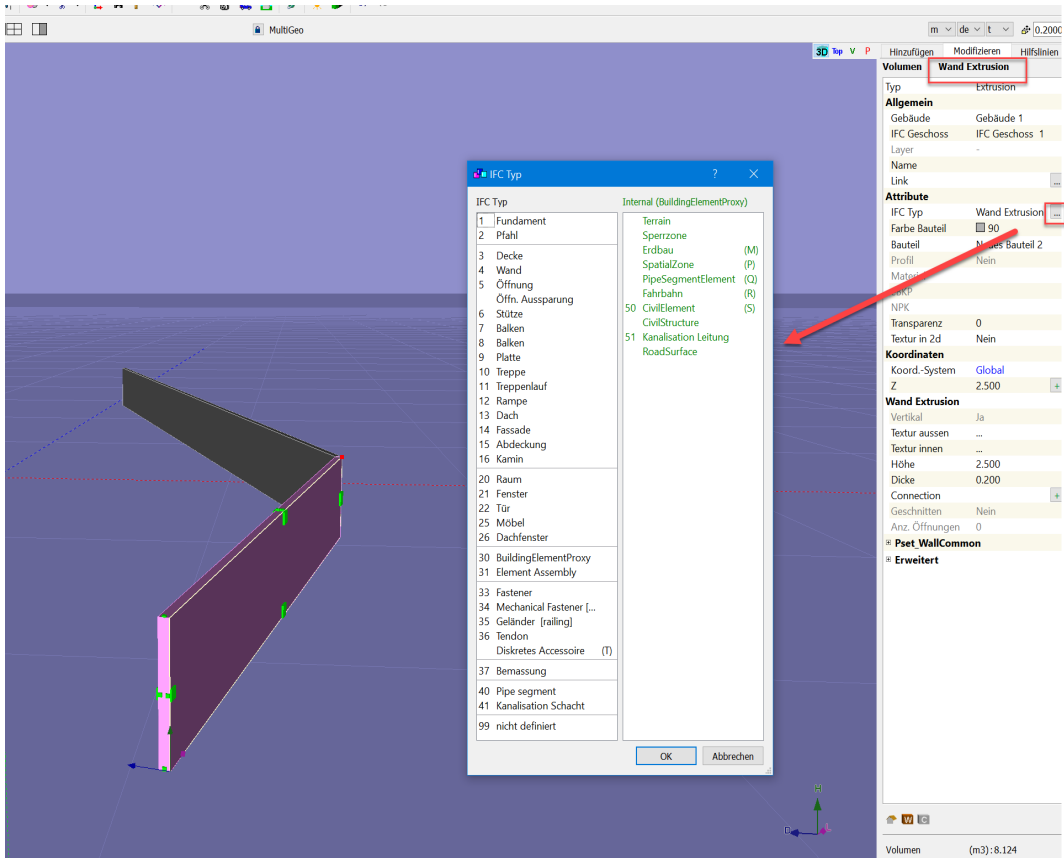 MultiGeo
m de t 0.2000
3D Top V P
Hinzufügen Modifizieren Hilfslinien
Volumen Wand Extrusion
Typ Extrusion
Allgemein
Gebäude Gebäude 1
IFC Geschoss IFC Geschoss 1
Layer -
Name
Link ...
Attribute
IFC Typ Wand Extrusion ...
Farbe Bauteil 90
Bauteil Neues Bauteil 2
Profil Nein
NPK
Transparenz 0
Textur in 2d Nein
Koordinaten
Koord.-System Global
Z 2.500 +
Wand Extrusion
Vertikal Ja
Textur aussen ...
Textur innen ...
Höhe 2.500
Dicke 0.200
Connection +
Geschnitten Nein
Anz. Öffnungen 0
Pset_WallCommon
Erweitert
Volumen (m3):8.124
IFC Typ ?
IFC Typ
1 Fundament
2 Pfahl
3 Decke
4 Wand
5 Öffnung
Öffn. Aussparung
6 Stütze
7 Balken
8 Balken
9 Platte
10 Treppe
11 Treppenlauf
12 Rampe
13 Dach
14 Fassade
15 Abdeckung
16 Kamin
20 Raum
21 Fenster
22 Tür
25 Möbel
26 Dachfenster
30 BuildingElementProxy
31 Element Assembly
33 Fastener
34 Mechanical Fastener [...
35 Geländer [railing]
36 Tendon
Diskretes Accessoire (T)
37 Bemassung
40 Pipe segment
41 Kanalisation Schacht
99 nicht definiert
Internal (BuildingElementProxy)
Terrain
Sperrzone
Erdbau (M)
SpatialZone (P)
PipeSegmentElement (Q)
Fahrbahn (R)
50 CivilElement (S)
CivilStructure
51 Kanalisation Leitung
RoadSurface
OK Abbrechen
H
D